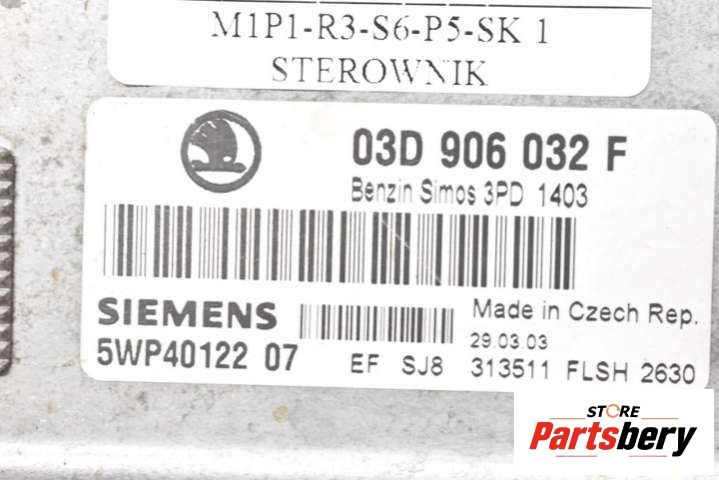 M1P1-R3-S6-P5-SK 1
STEROWNIK
03D 906 032 F
Benzin Simos 3PD 1403
SIEMENS
Made in Czech Rep.
29.03.03
5WP40122 07
EF SJ8 313511 FLSH 2630
STORE
Partsbery